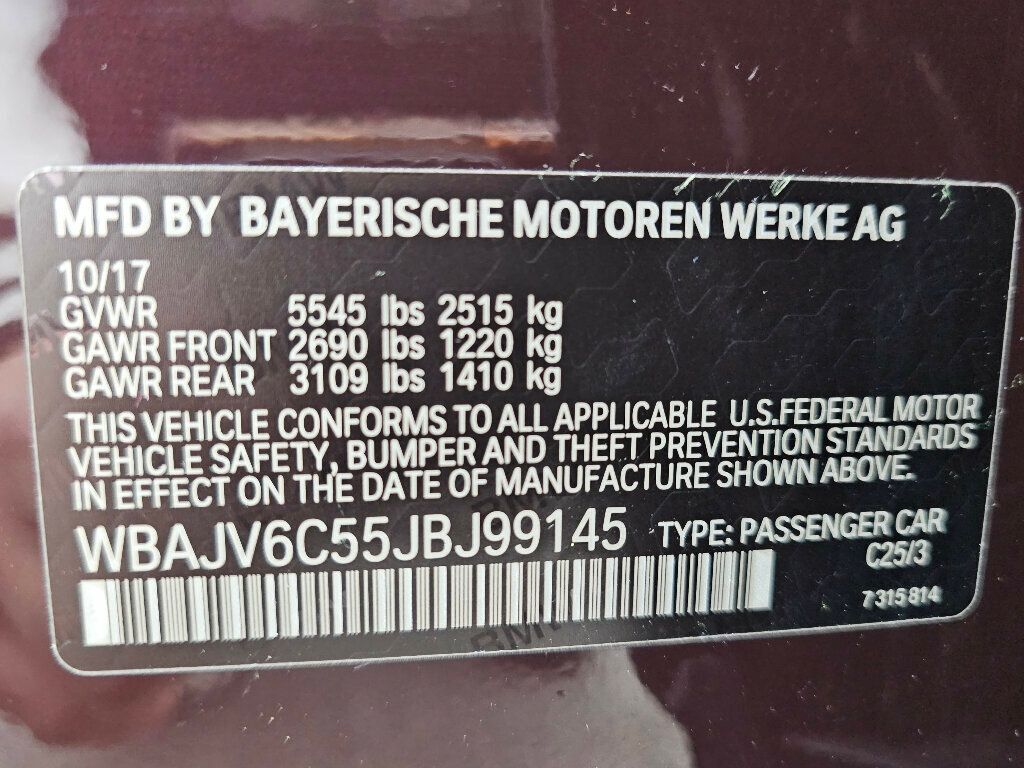 MFD BY BAYERISCHE MOTOREN WERKE AG
10/17
GVWR 5545 lbs 2515 kg
GAWR FRONT 2690 lbs 1220 kg
GAWR REAR 3109 lbs 1410 kg
THIS VEHICLE CONFORMS TO ALL APPLICABLE U.S.FEDERAL MOTOR
VEHICLE SAFETY, BUMPER AND THEFT PREVENTION STANDARDS
IN EFFECT ON THE DATE OF MANUFACTURE SHOWN ABOVE.
WBAJV6C55JBJ99145 TYPE: PASSENGER CAR
C25/3
7315814
BMW